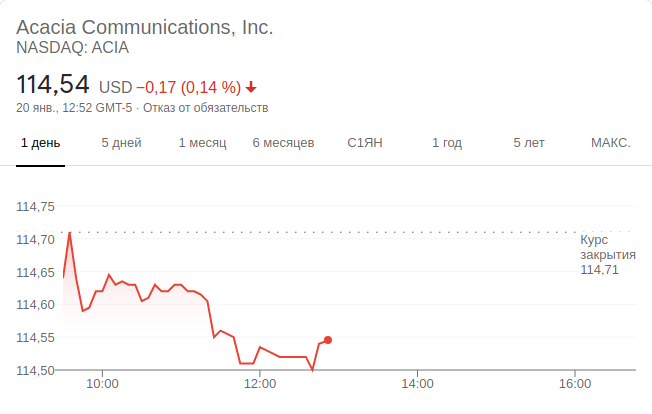 Acacia Communications, Inc.
NASDAQ: ACIA
114,54 USD −0,17 (0,14 %)
20 янв., 12:52 GMT-5 · Отказ от обязательств
1 день 5 дней 1 месяц 6 месяцев С1ЯН 1 год 5 лет МАКС.
114,75
114,70
114,65
114,60
114,55
114,50
Курс
закрытия
114,71
10:00 12:00 14:00 16:00